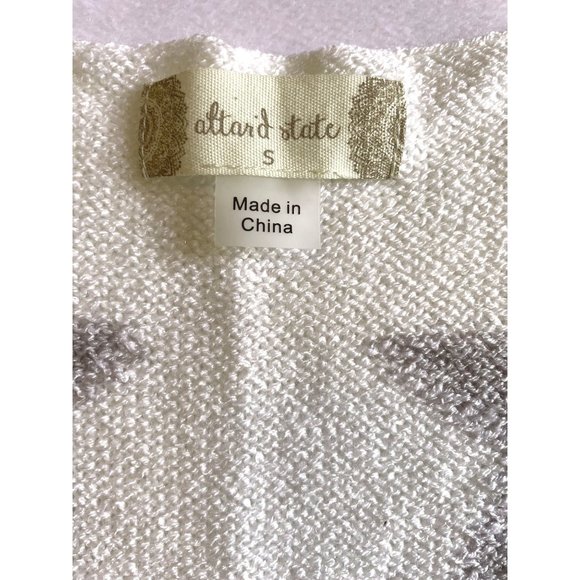 altar'd state
S
Made in
China